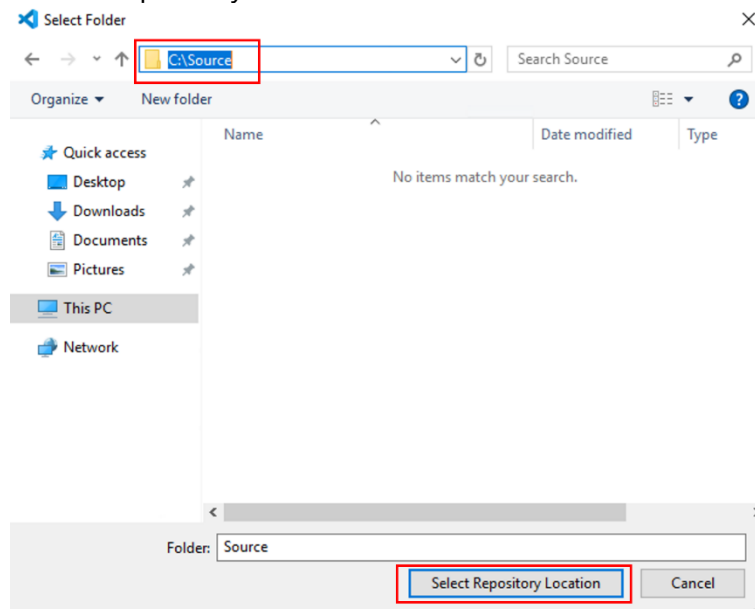 Select Folder
C:\Source
Search Source
Organize
New folder
?
Name
Date modified
Type
Quick access
No items match your search.
Desktop
Downloads
Documents
Pictures
This PC
Network
Folder: Source
Select Repository Location
Cancel